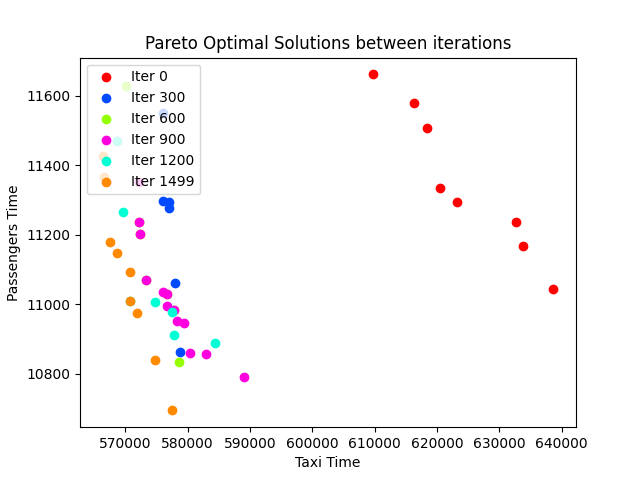 Pareto Optimal Solutions between iterations
Iter 0
Iter 300
Iter 600
Iter 900
Iter 1200
Iter 1499
11600
11400
11200
11000
10800
Passengers Time
570000 580000 590000 600000 610000 620000 630000 640000
Taxi Time